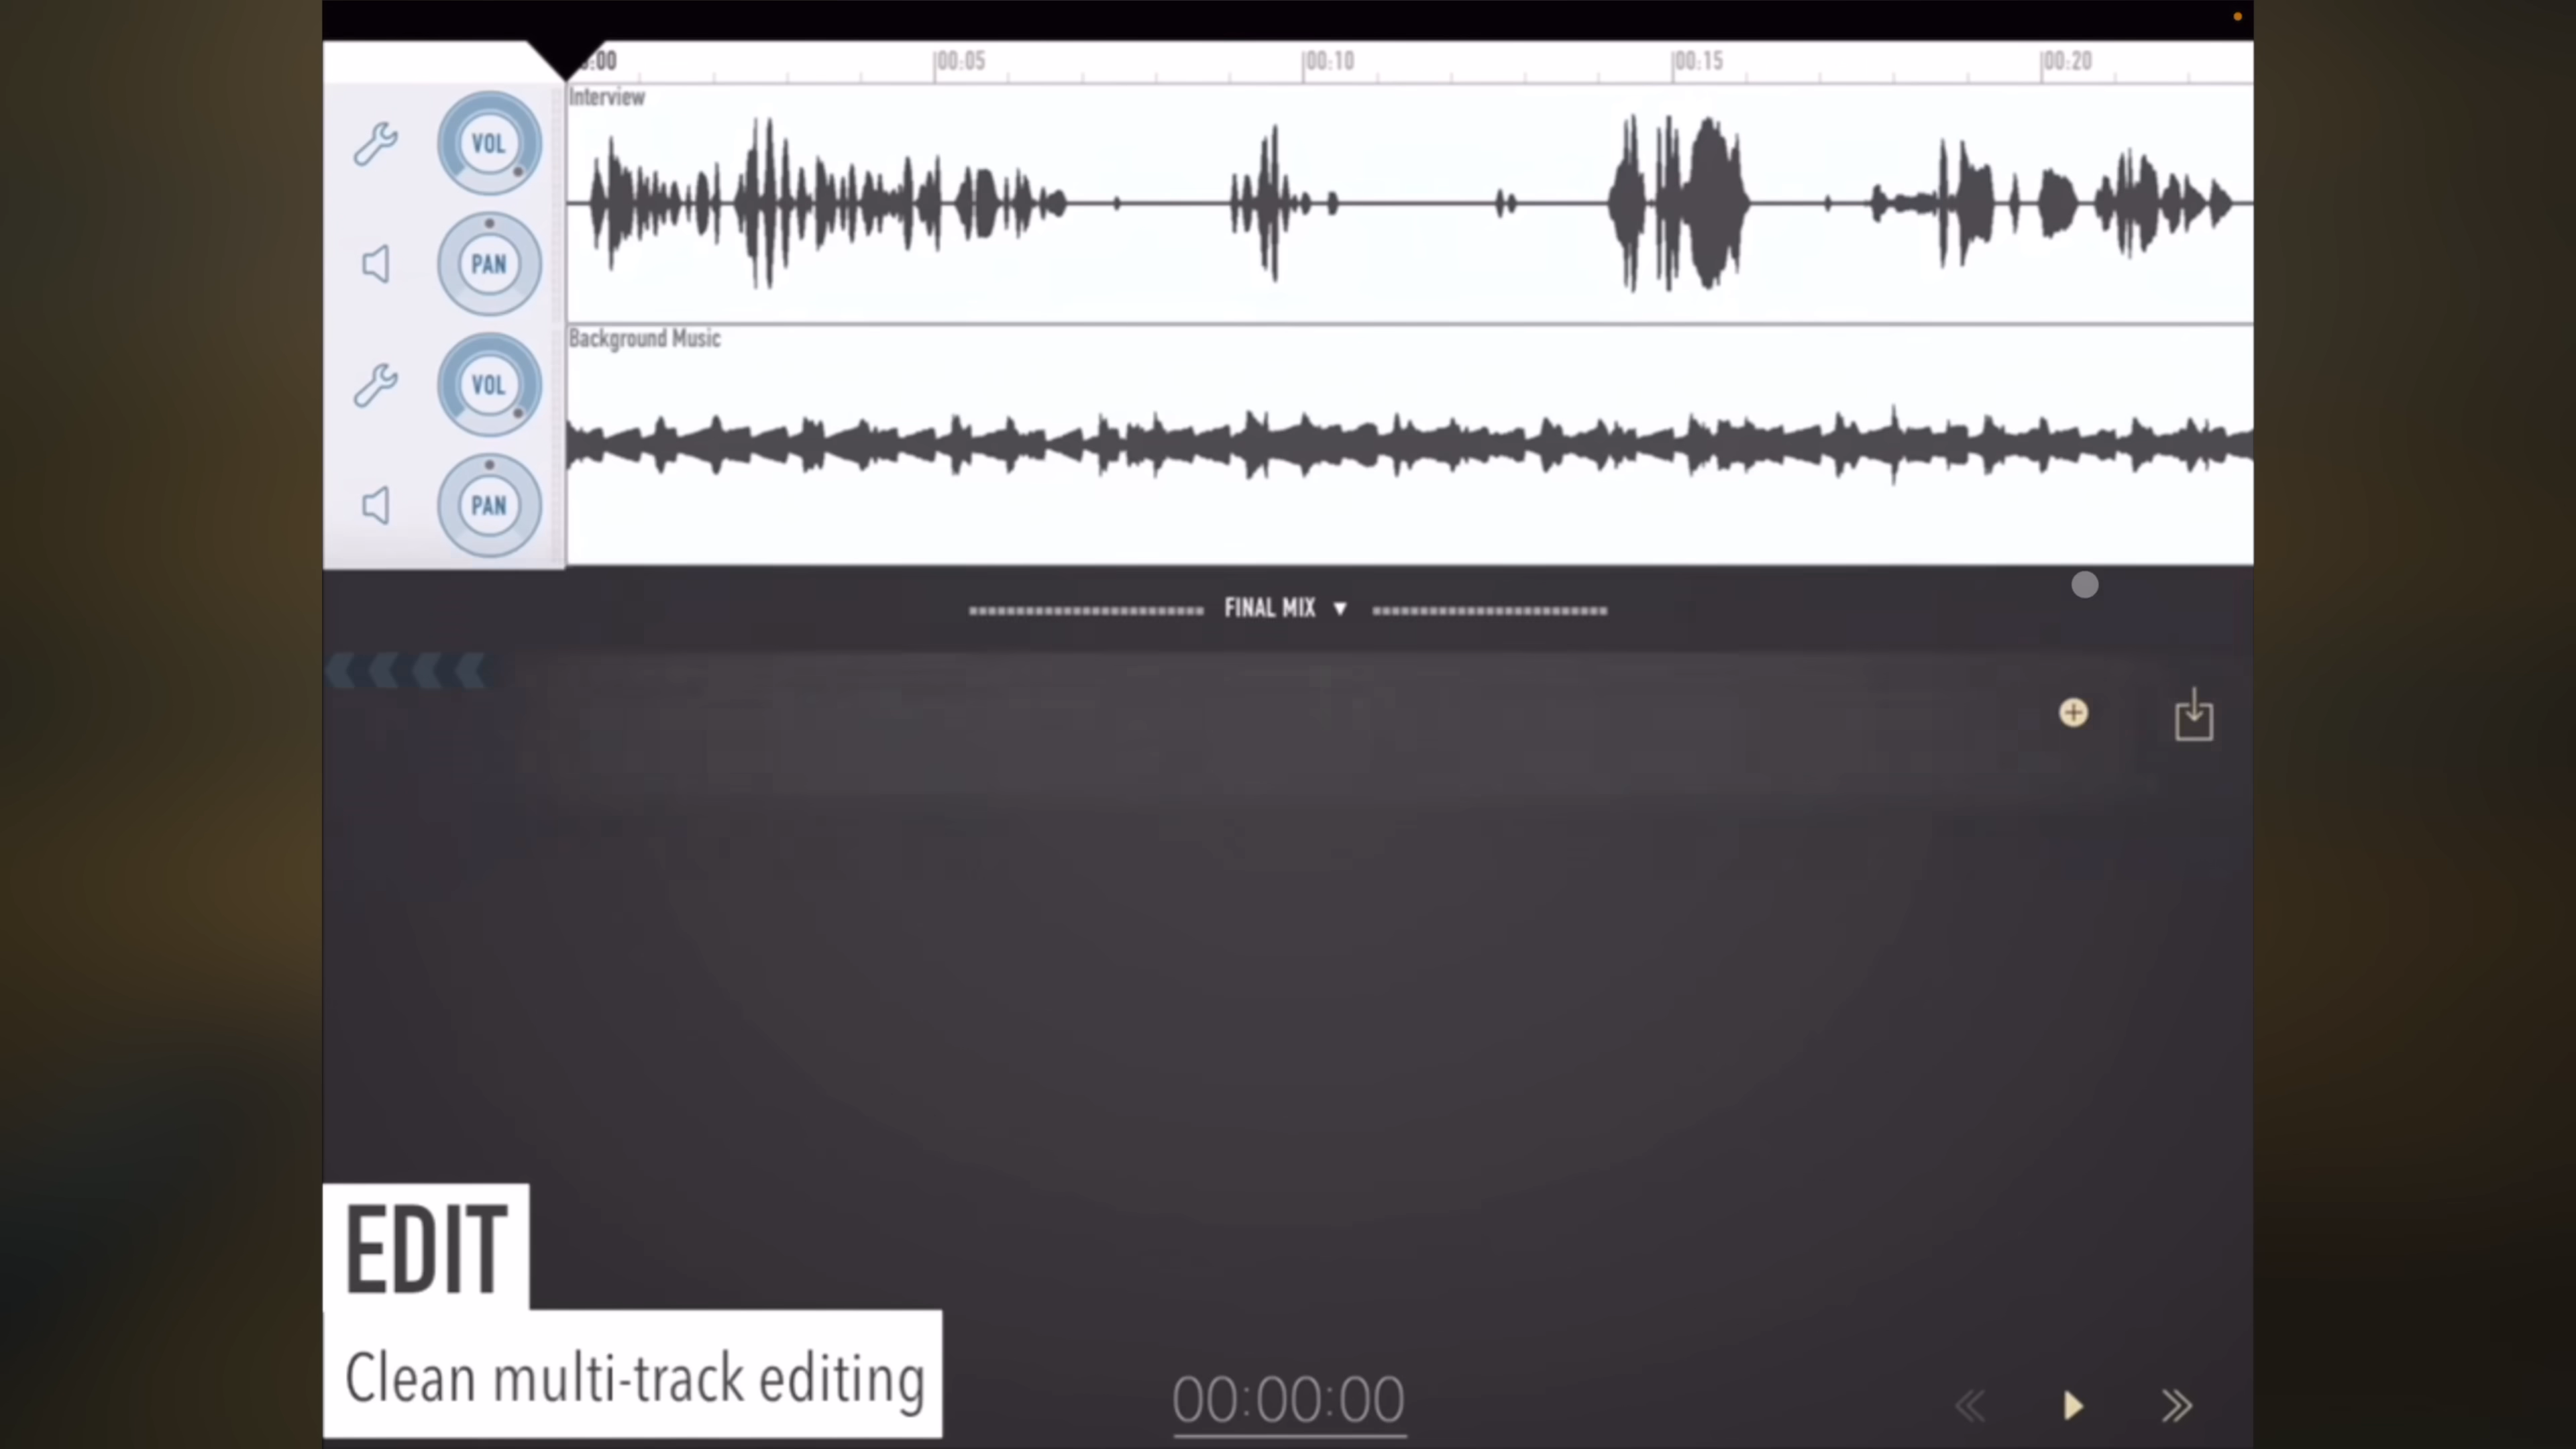 :00
00:05
00:10
00:15
00:20
Interview
VOL
PAN
Background Music
VOL
PAN
FINAL MIX
EDIT
Clean multi-track editing
00:00:00